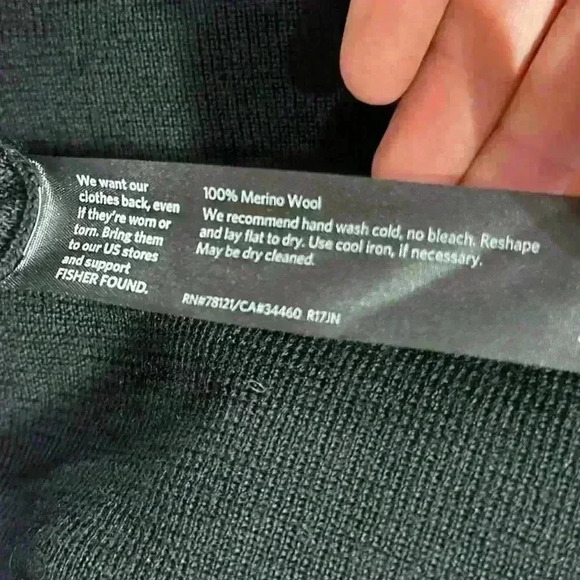 We want our
clothes back, even
if they're worn or
torn. Bring them
to our US stores
and support
FISHER FOUND.
100% Merino Wool
We recommend hand wash cold, no bleach. Reshape
and lay flat to dry. Use cool iron, if necessary.
May be dry cleaned.
RN#78121/CA#34460 R17JN